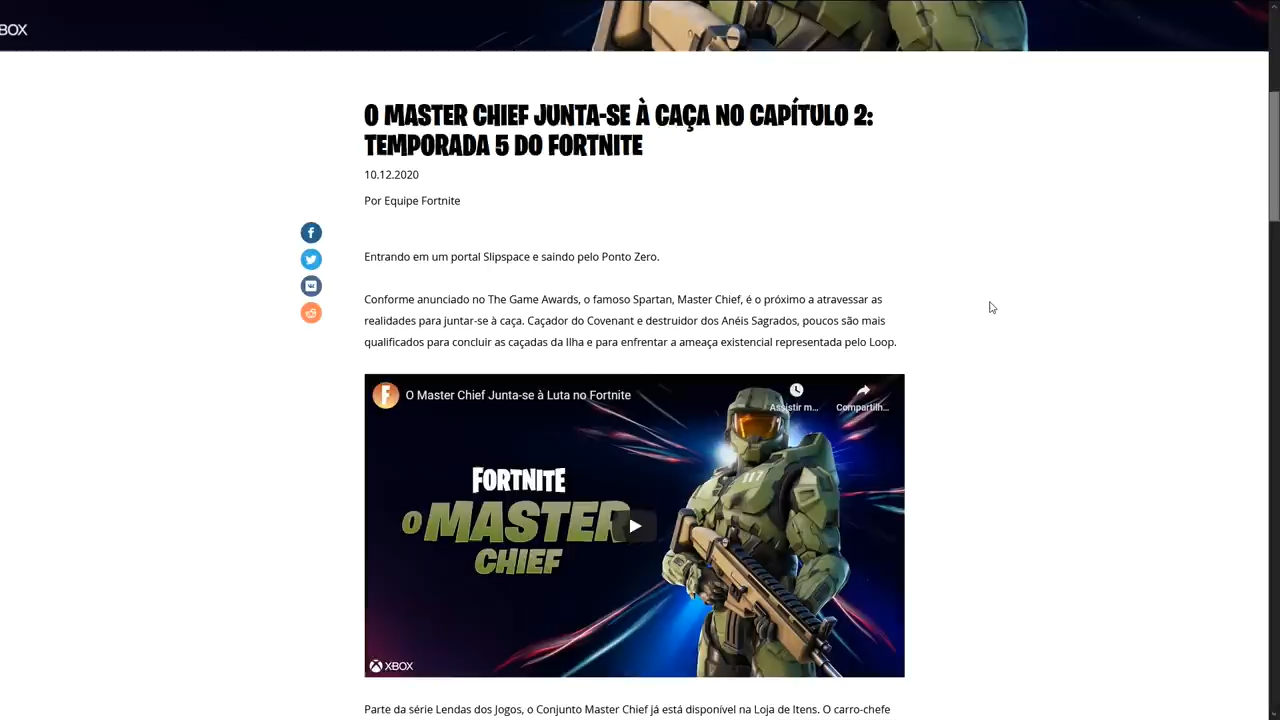 BOX
O MASTER CHIEF JUNTA-SE À CAÇA NO CAPÍTULO 2:
TEMPORADA 5 DO FORTNITE
10.12.2020
Por Equipe Fortnite
Entrando em um portal Slipspace e saindo pelo Ponto Zero.
Conforme anunciado no The Game Awards, o famoso Spartan, Master Chief, é o próximo a atravessar as
realidades para juntar-se à caça. Caçador do Covenant e destruidor dos Anéis Sagrados, poucos são mais
qualificados para concluir as caçadas da Ilha e para enfrentar a ameaça existencial representada pelo Loop.
O Master Chief Junta-se à Luta no Fortnite
Assistir m...
Compartilh...
FORTNITE
O MASTER
CHIEF
117
XBOX
Parte da série Lendas dos Jogos, o Conjunto Master Chief já está disponível na Loja de Itens. O carro-chefe